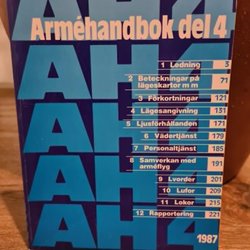 Arméhandbok del 4
1 Ledning 3
2 Beteckningar på
lägeskartor m m 71
3 Förkortningar 121
4 Lägesangivning 131
5 Ljusförhållanden 171
6 Vädertjänst 179
7 Personaltjänst 185
8 Samverkan med
arméflyg 191
9 Lvorder 201
10 Lufor 209
11 Lokor 215
12 Rapportering 221
AH4
AH4
1987